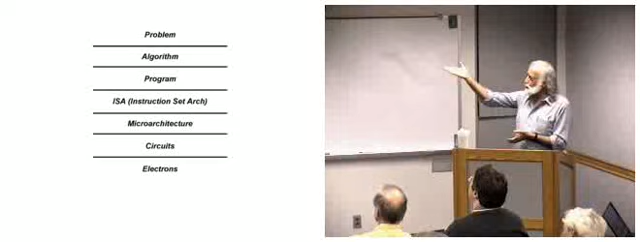 Problem
Algorithm
Program
ISA (Instruction Set Arch)
Microarchitecture
Circuits
Electrons